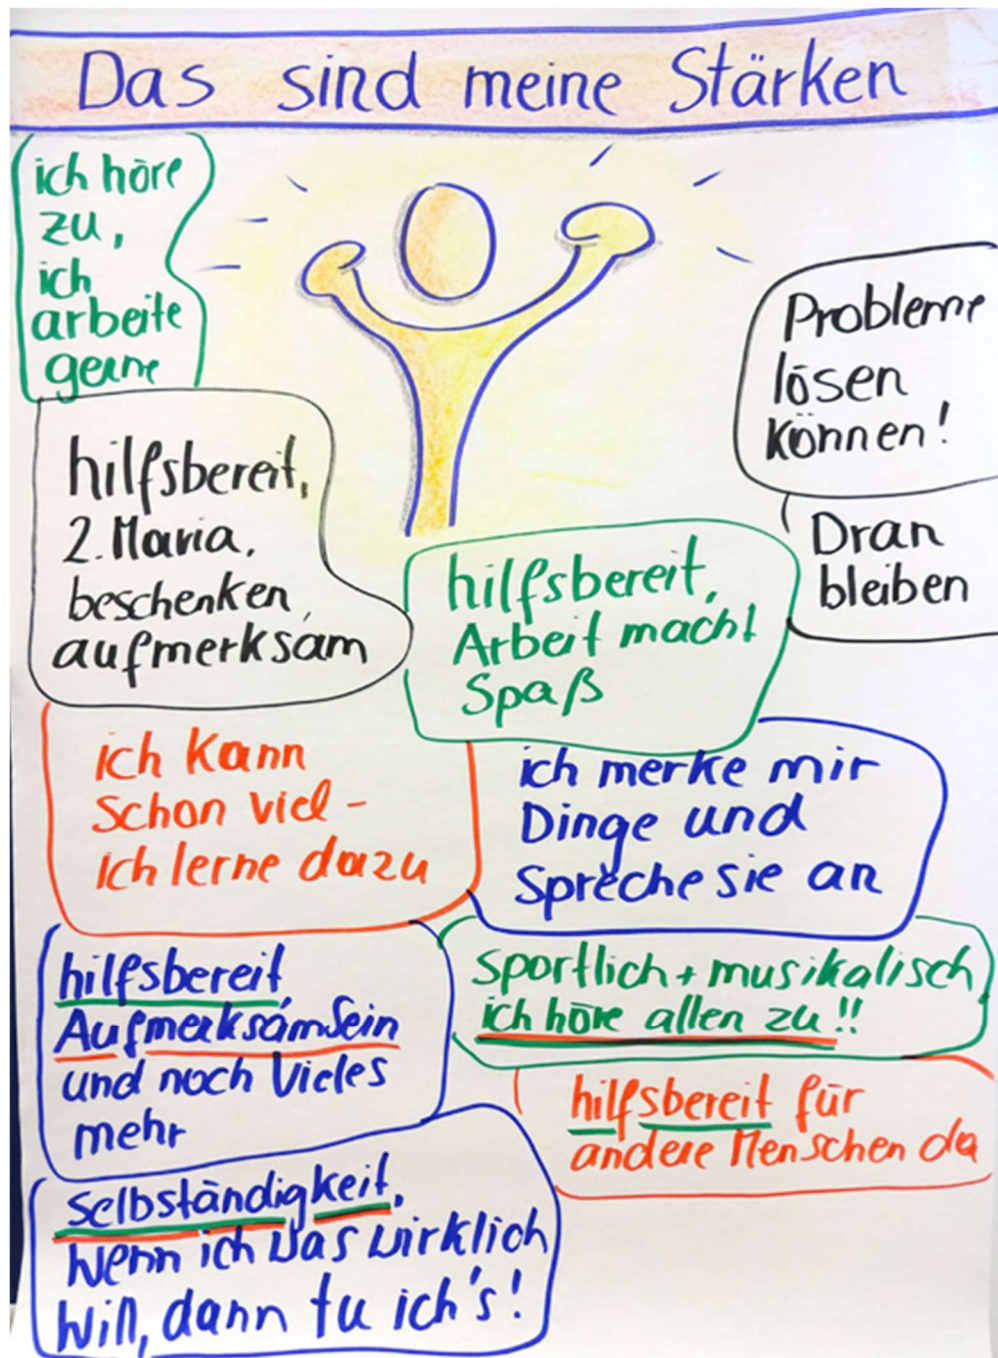 Das sind meine Stärken
ich höre
zu,
ich
arbeite
gerne
Probleme
lösen
können!
hilfsbereit,
2. Maria,
beschenken,
aufmerksam
Dran
bleiben
hilfsbereit,
Arbeit macht
Spaß
ich kann
schon viel -
Ich lerne dazu
ich merke mir
Dinge und
Spreche sie an
hilfsbereit
Aufmerksamsein
und noch Vieles
mehr
sportlich + musikalisch
ich höre allen zu!!
hilfsbereit für
andere Menschen da
Selbständigkeit,
Wenn ich was wirklich
will, dann tu ich's!